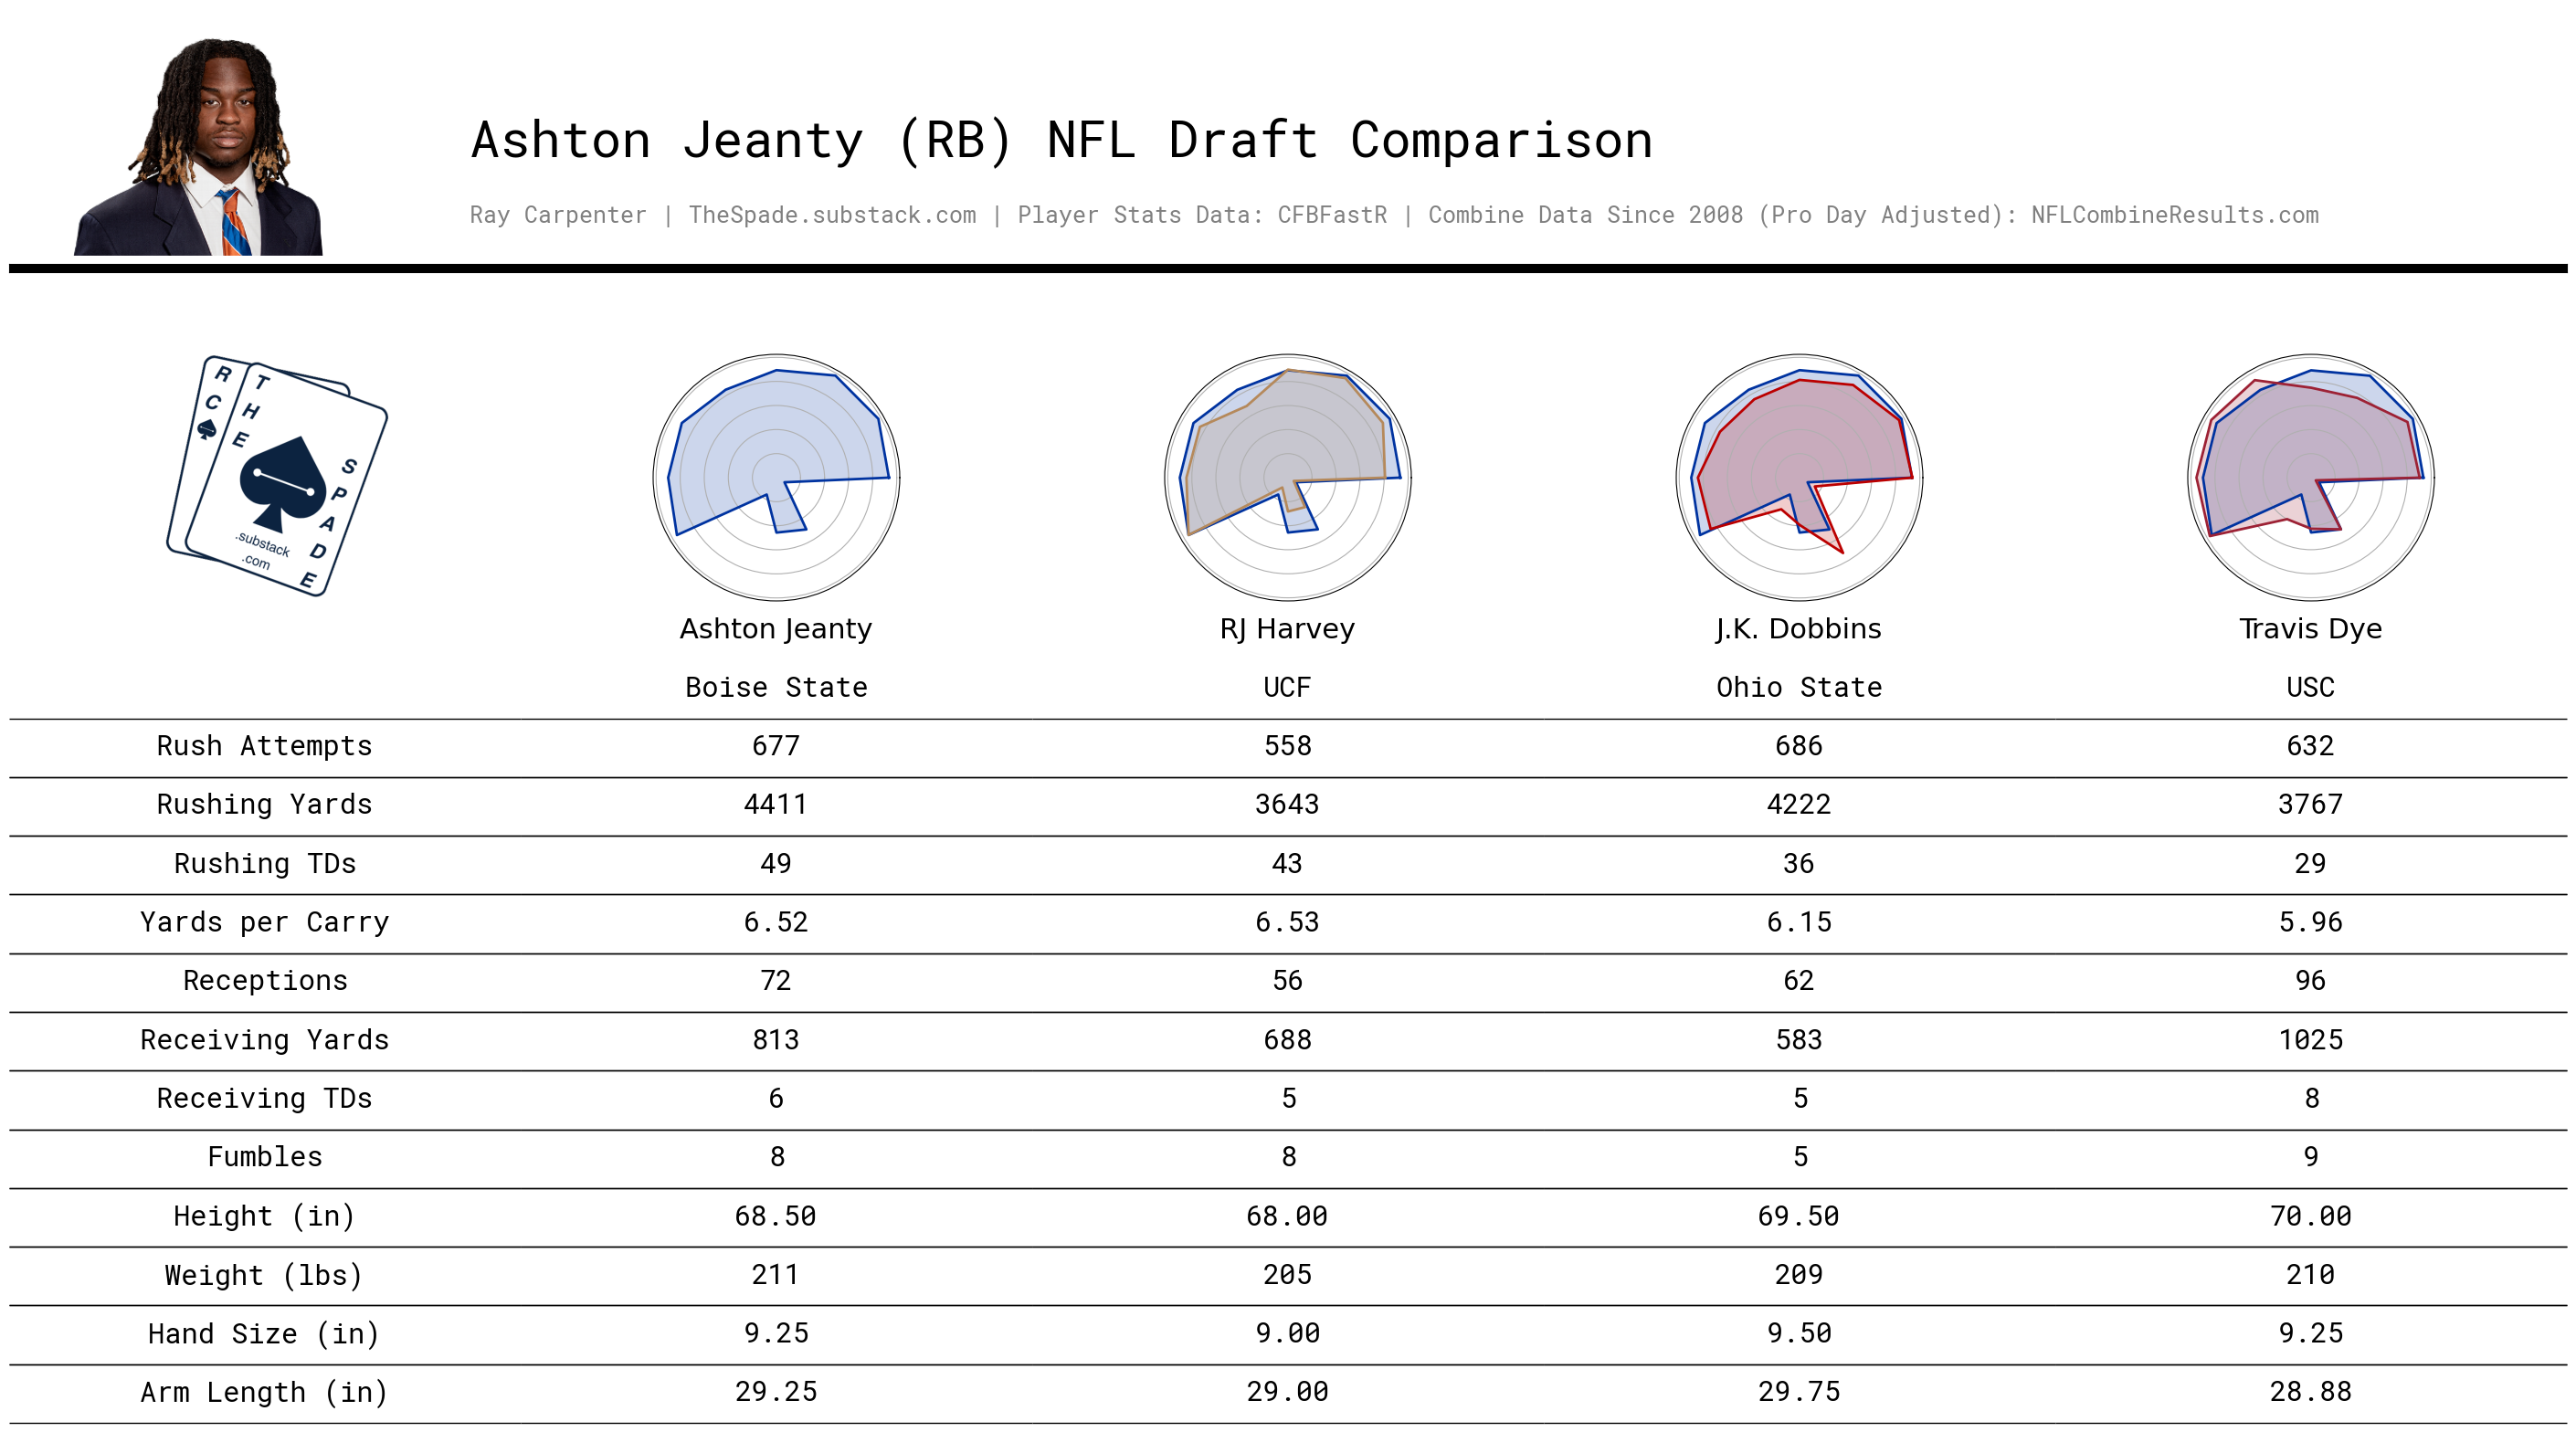 Ashton Jeanty (RB) NFL Draft Comparison
Ray Carpenter | TheSpade.substack.com | Player Stats Data: CFBFastR | Combine Data Since 2008 (Pro Day Adjusted): NFLCombineResults.com
R C
THE
SPADE
.substack
.com
Ashton Jeanty RJ Harvey J.K. Dobbins Travis Dye
Boise State UCF Ohio State USC
Rush Attempts 677 558 686 632
Rushing Yards 4411 3643 4222 3767
Rushing TDs 49 43 36 29
Yards per Carry 6.52 6.53 6.15 5.96
Receptions 72 56 62 96
Receiving Yards 813 688 583 1025
Receiving TDs 6 5 5 8
Fumbles 8 8 5 9
Height (in) 68.50 68.00 69.50 70.00
Weight (lbs) 211 205 209 210
Hand Size (in) 9.25 9.00 9.50 9.25
Arm Length (in) 29.25 29.00 29.75 28.88